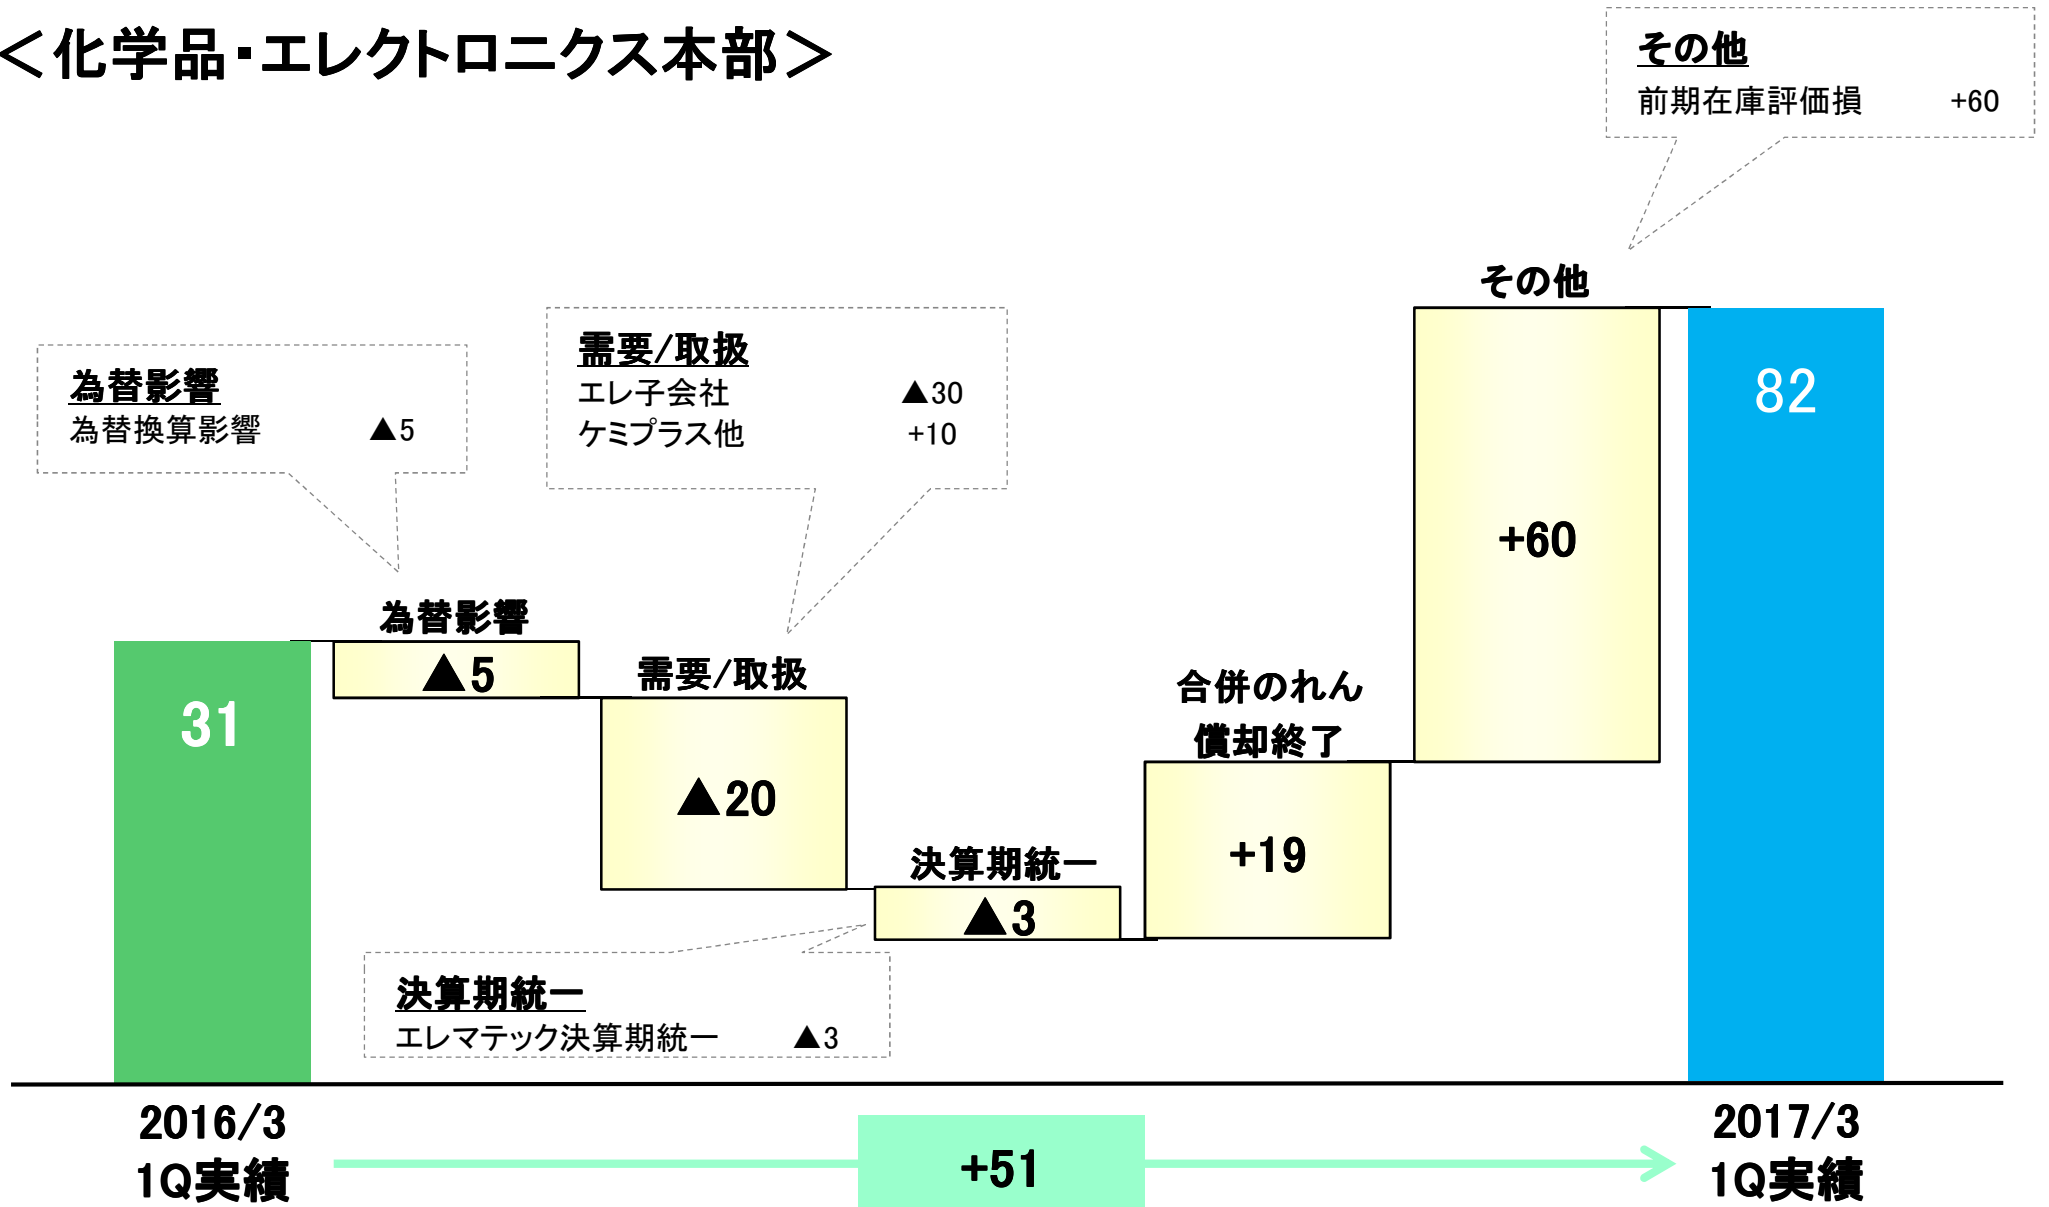 ＜化学品・エレクトロニクス本部＞
その他
前期在庫評価損 +60
為替影響
為替換算影響 ▲5
需要/取扱
エレ子会社 ▲30
ケミプラス他 +10
その他
+60
82
31
為替影響
▲5
需要/取扱
▲20
決算期統一
▲3
合併のれん
償却終了
+19
決算期統一
エレマテック決算期統一 ▲3
2016/3
1Q実績
+51
2017/3
1Q実績